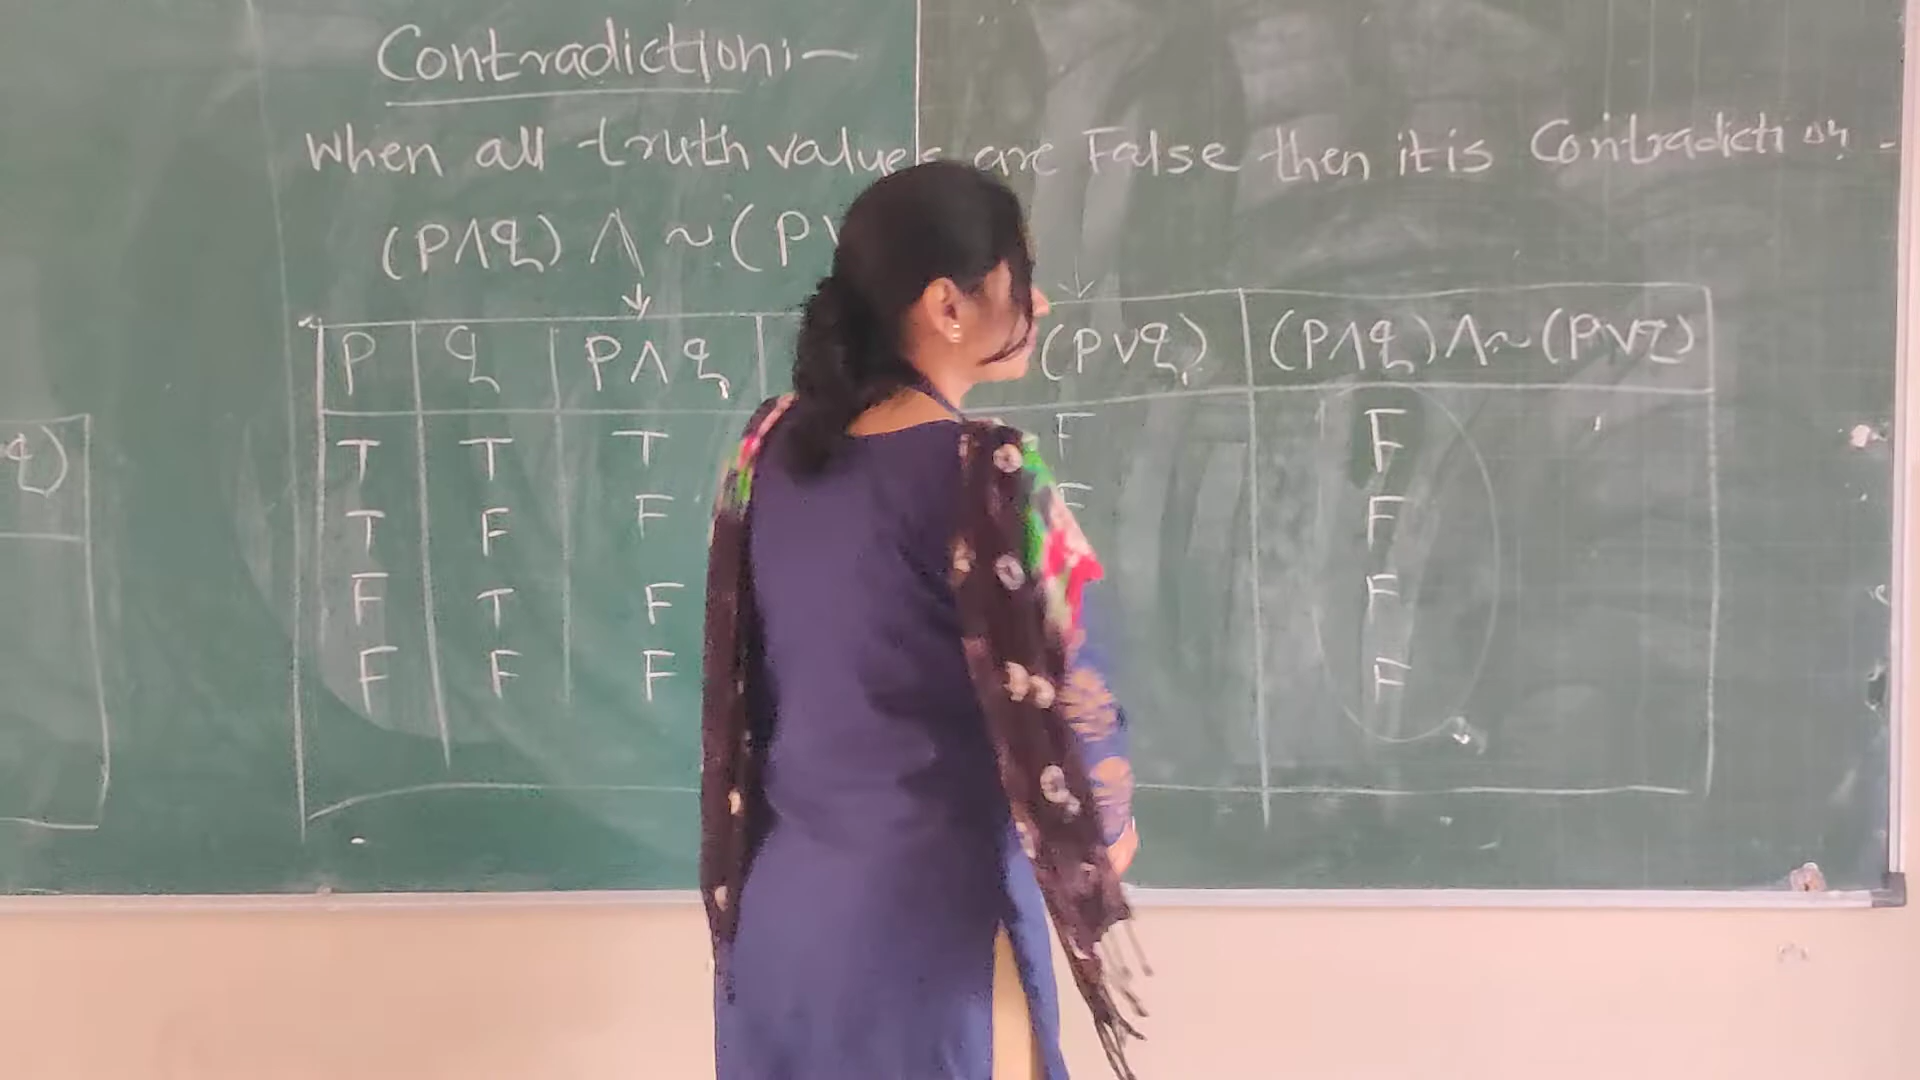 Contradiction:-
When all truth values are False then it is Contradiction.
(P∧q) ∧ ~(P∨
P q P∧q (P∨q) (P∧q)∧~(P∨q)
T T T F F
T F F F F
F T F F
F F F F
q)